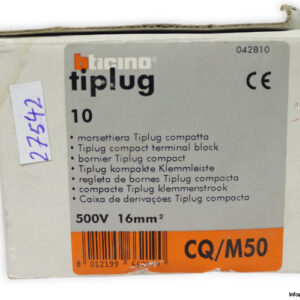 042810
bticino
tiplug
CE
10
• morsettiera Tiplug compatta
• Tiplug compact terminal block
• bornier Tiplug compact
• Tiplug kompakte Klemmleiste
• regleta de bornes Tiplug compacta
• compacte Tiplug klemmenstrook
• Caixa de derivações Tiplug compacta
500V 16mm²
CQ/M50
27542